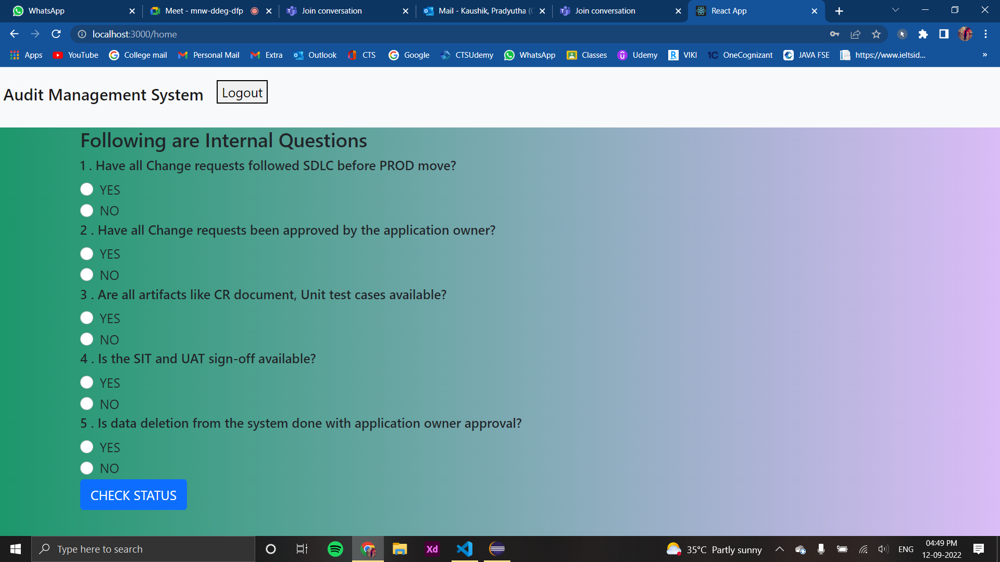 WhatsApp
Meet - mnw-ddeg-dfp
Join conversation
Mail - Kaushik, Pradyutha (
Join conversation
React App
localhost:3000/home
Apps
YouTube
College mail
Personal Mail
Extra
Outlook
CTS
Google
CTSUdemy
WhatsApp
Classes
Udemy
VIKI
OneCognizant
JAVA FSE
https://www.ieltsid...
»
Audit Management System
Logout
Following are Internal Questions
1 . Have all Change requests followed SDLC before PROD move?
YES
NO
2 . Have all Change requests been approved by the application owner?
YES
NO
3 . Are all artifacts like CR document, Unit test cases available?
YES
NO
4 . Is the SIT and UAT sign-off available?
YES
NO
5 . Is data deletion from the system done with application owner approval?
YES
NO
CHECK STATUS
Type here to search
Xd
35°C Partly sunny
ENG
04:49 PM
12-09-2022